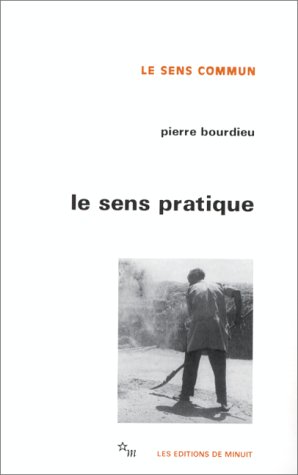 LE SENS COMMUN
pierre bourdieu
le sens pratique
m
LES EDITIONS DE MINUIT